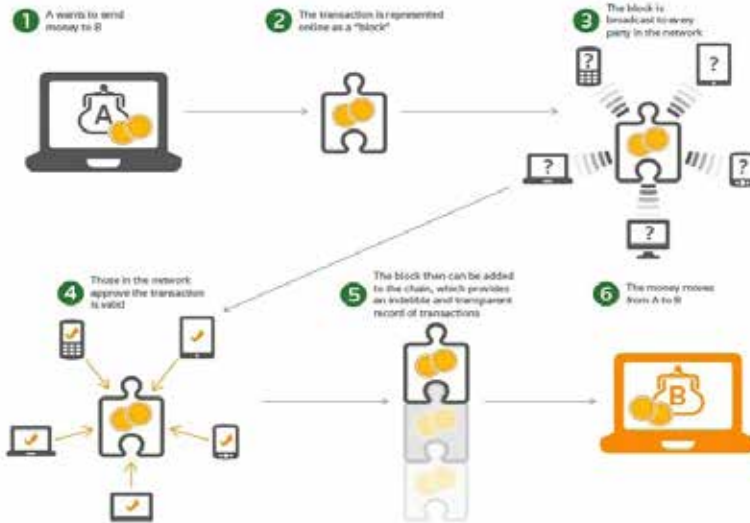 1 A wants to send
money to B
2 The transaction is represented
online as a "block"
3 The block is
broadcast to every
party in the network
A
?
?
?
?
?
4 Those in the network
approve the transaction
is valid
5 The block then can be added
to the chain, which provides
an indelible and transparent
record of transactions
6 The money moves
from A to B
B